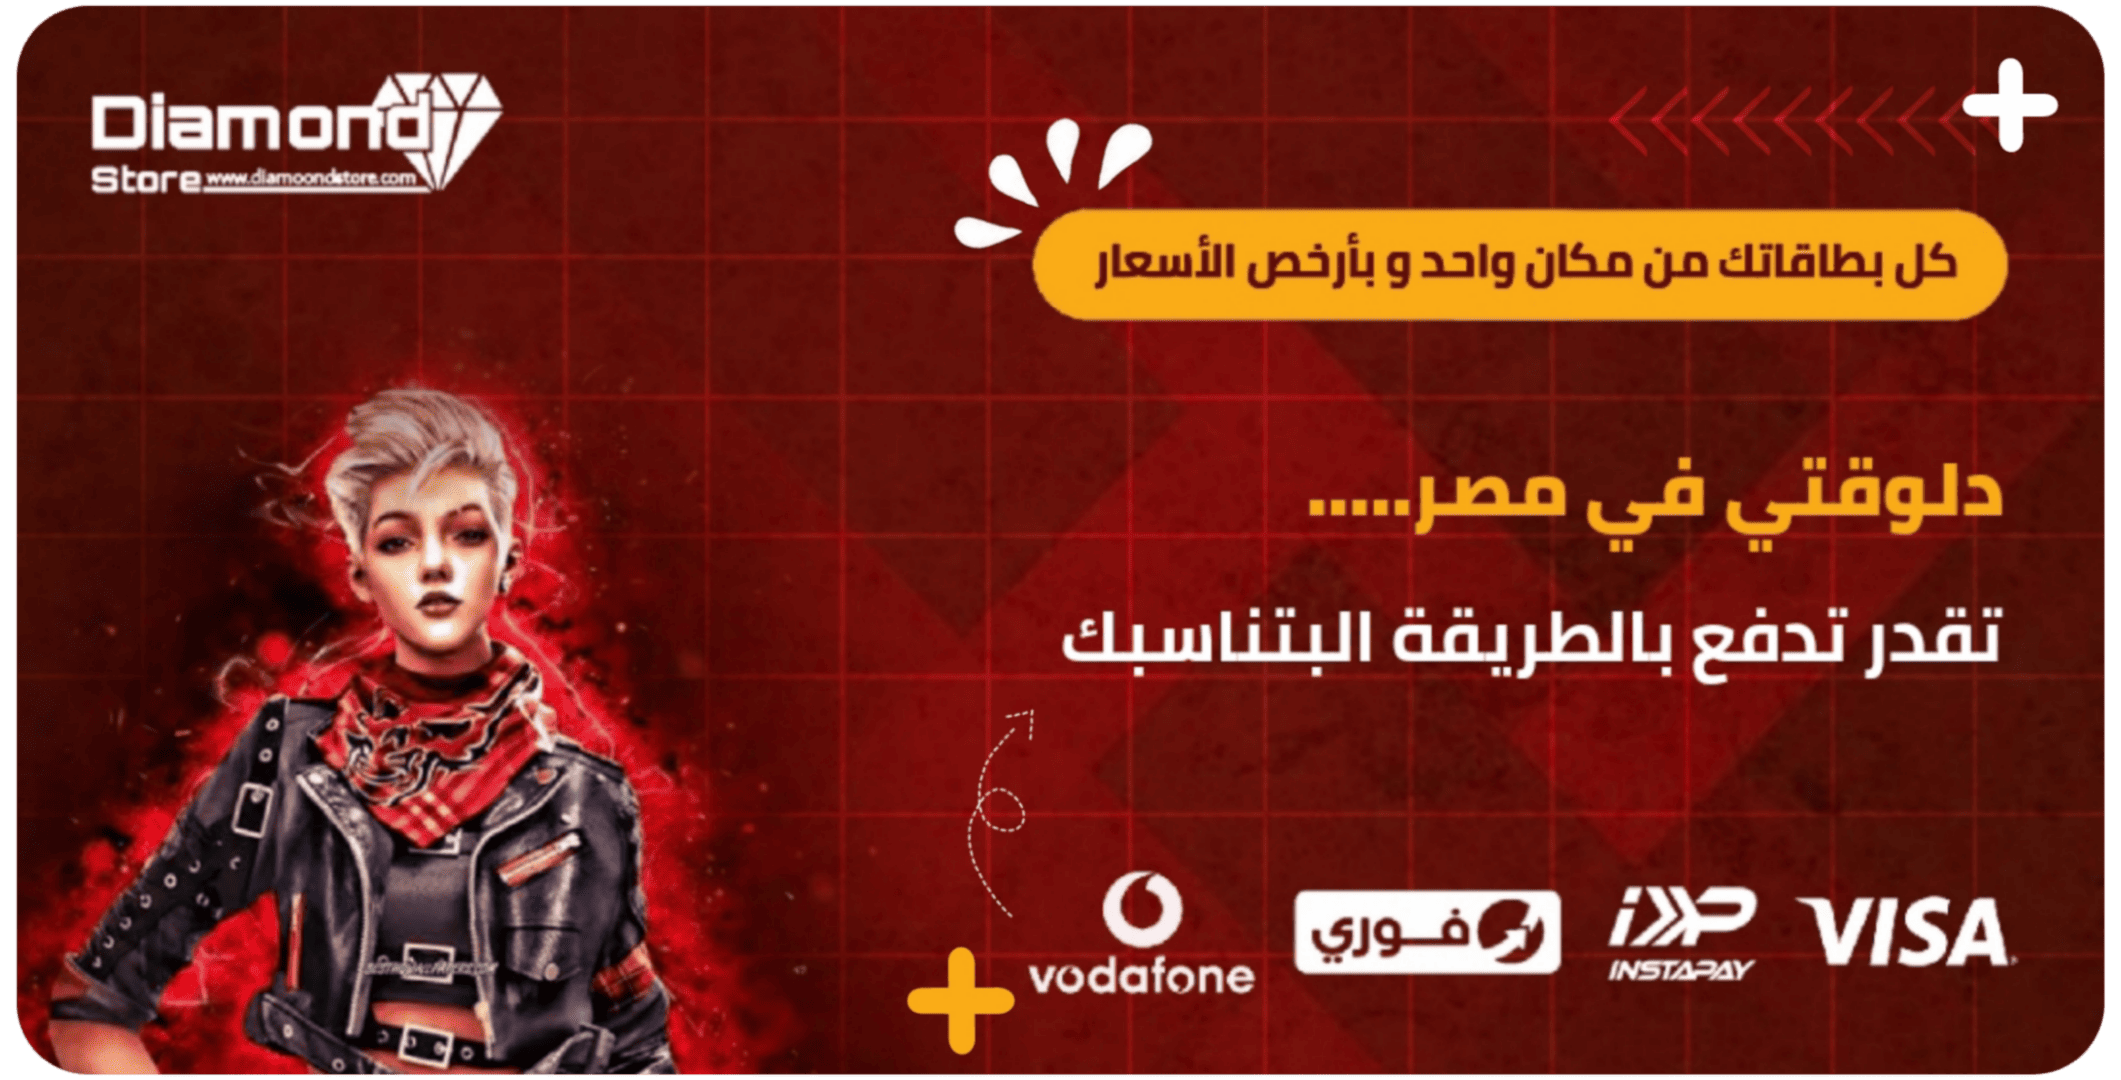 Diamond
Store www.diamoondstore.com
كل بطاقاتك من مكان واحد و بأرخص الأسعار
دلوقتي في مصر.....
تقدر تدفع بالطريقة البتناسبك
VISA
INSTAPAY
فوري
vodafone